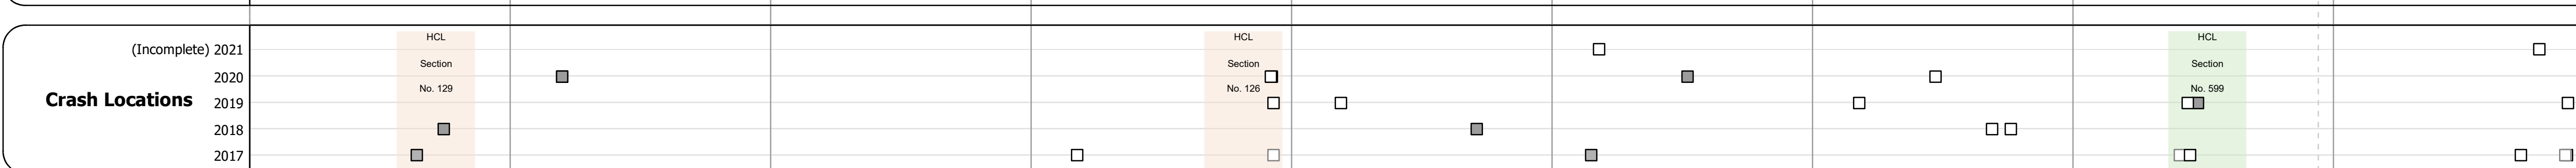 HCL
HCL
HCL
(Incomplete) 2021
Section
Section
Section
2020
No. 129
No. 126
No. 599
Crash Locations
2019
2018
2017